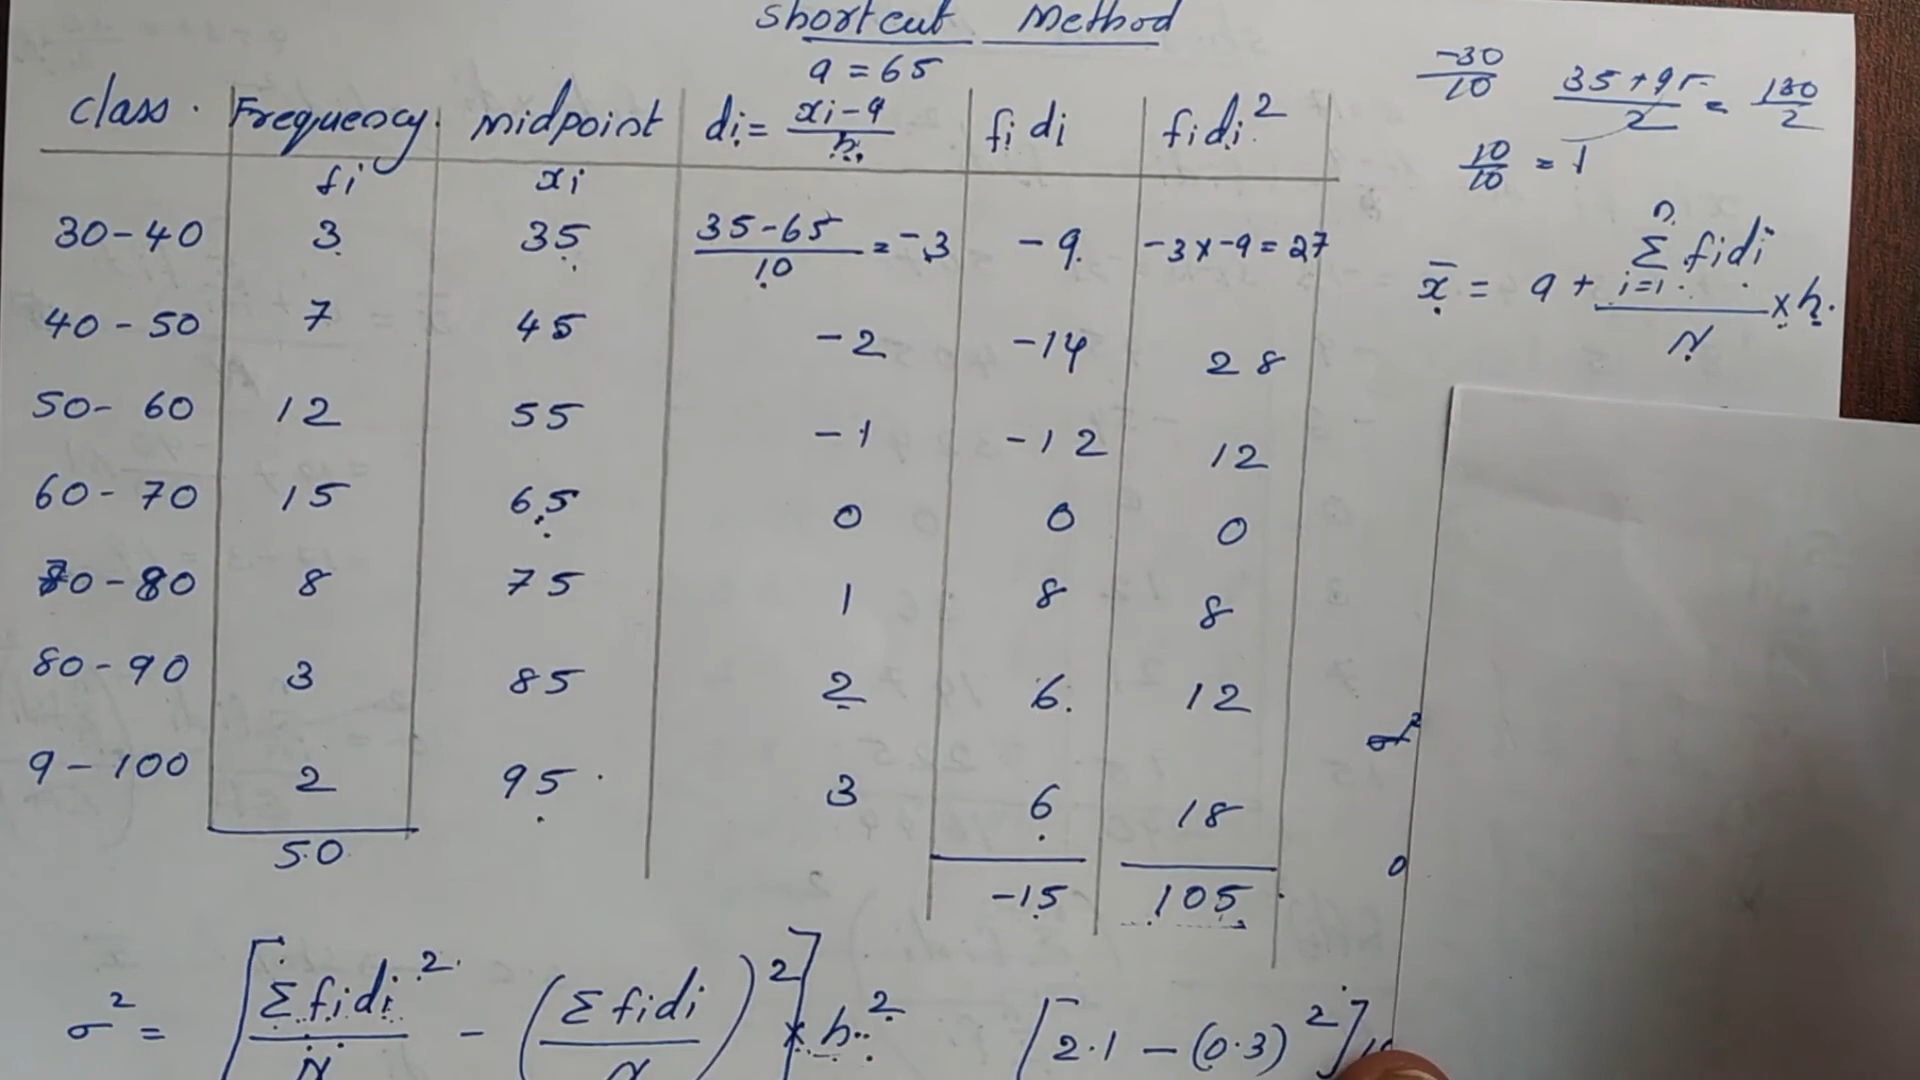 Shortcut Method
a = 65
class. Frequency. midpoint di = (xi-a)/h. fi di fidi²
fi xi
30-40 3 35 (35-65)/10 = -3 -9 -3x-9 = 27
40-50 7 45 -2 -14 28
50-60 12 55 -1 -12 12
60-70 15 65 0 0 0
70-80 8 75 1 8 8
80-90 3 85 2 6 12
9-100 2 95 3 6 18
50 -15 105
σ² = [Σfidi²/N - (Σfidi/N)²] x h² [2.1 - (0.3)²]
-30/10 (35+95)/2 = 130/2
10/10 = 1
x̄ = a + (n Σ i=1 fidi)/N x h.
σ²